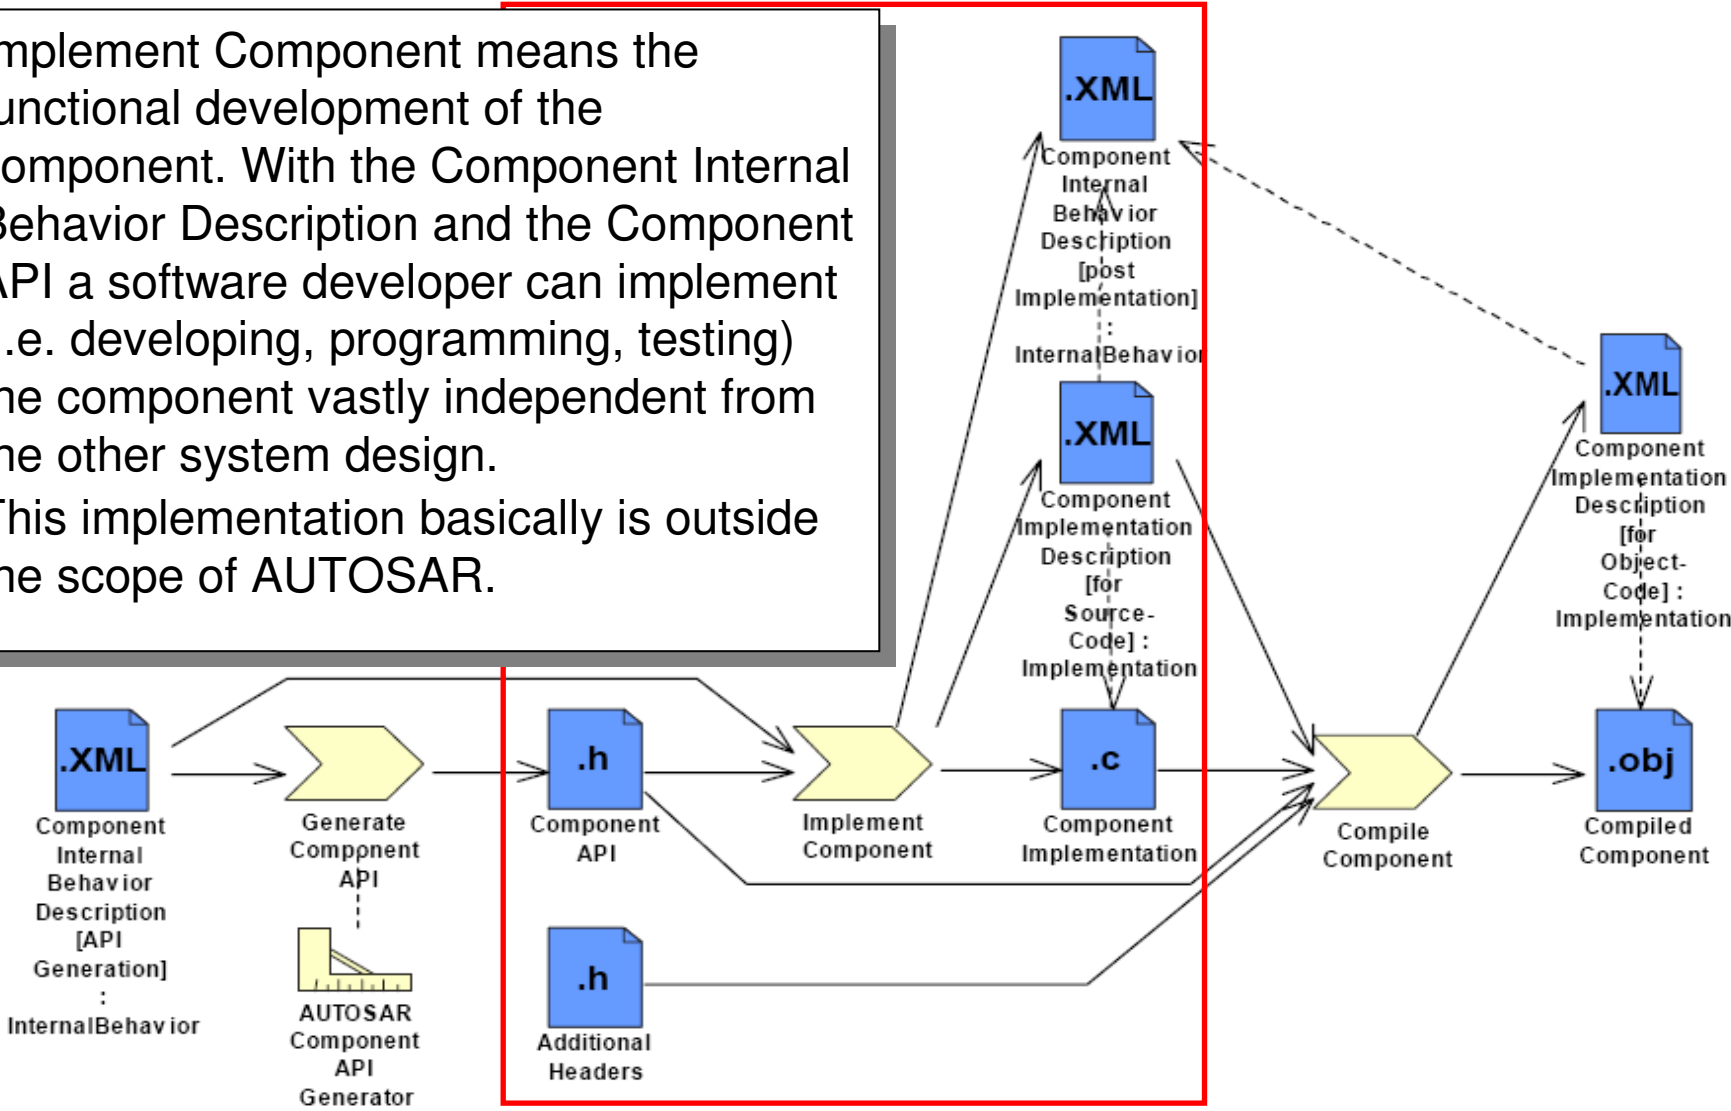 mplement Component means the
unctional development of the
omponent. With the Component Internal
Behavior Description and the Component
API a software developer can implement
.e. developing, programming, testing)
he component vastly independent from
he other system design.
This implementation basically is outside
he scope of AUTOSAR.
.XML
Component
Internal
Behavior
Description
[post
Implementation]
:
InternalBehavior
.XML
Component
Implementation
Description
[for
Source-
Code] :
Implementation
.XML
Component
Implementation
Description
[for
Object-
Code] :
Implementation
.XML
Component
Internal
Behavior
Description
[API
Generation]
:
InternalBehavior
Generate
Component
API
AUTOSAR
Component
API
Generator
.h
Component
API
.h
Additional
Headers
Implement
Component
.c
Component
Implementation
Compile
Component
.obj
Compiled
Component